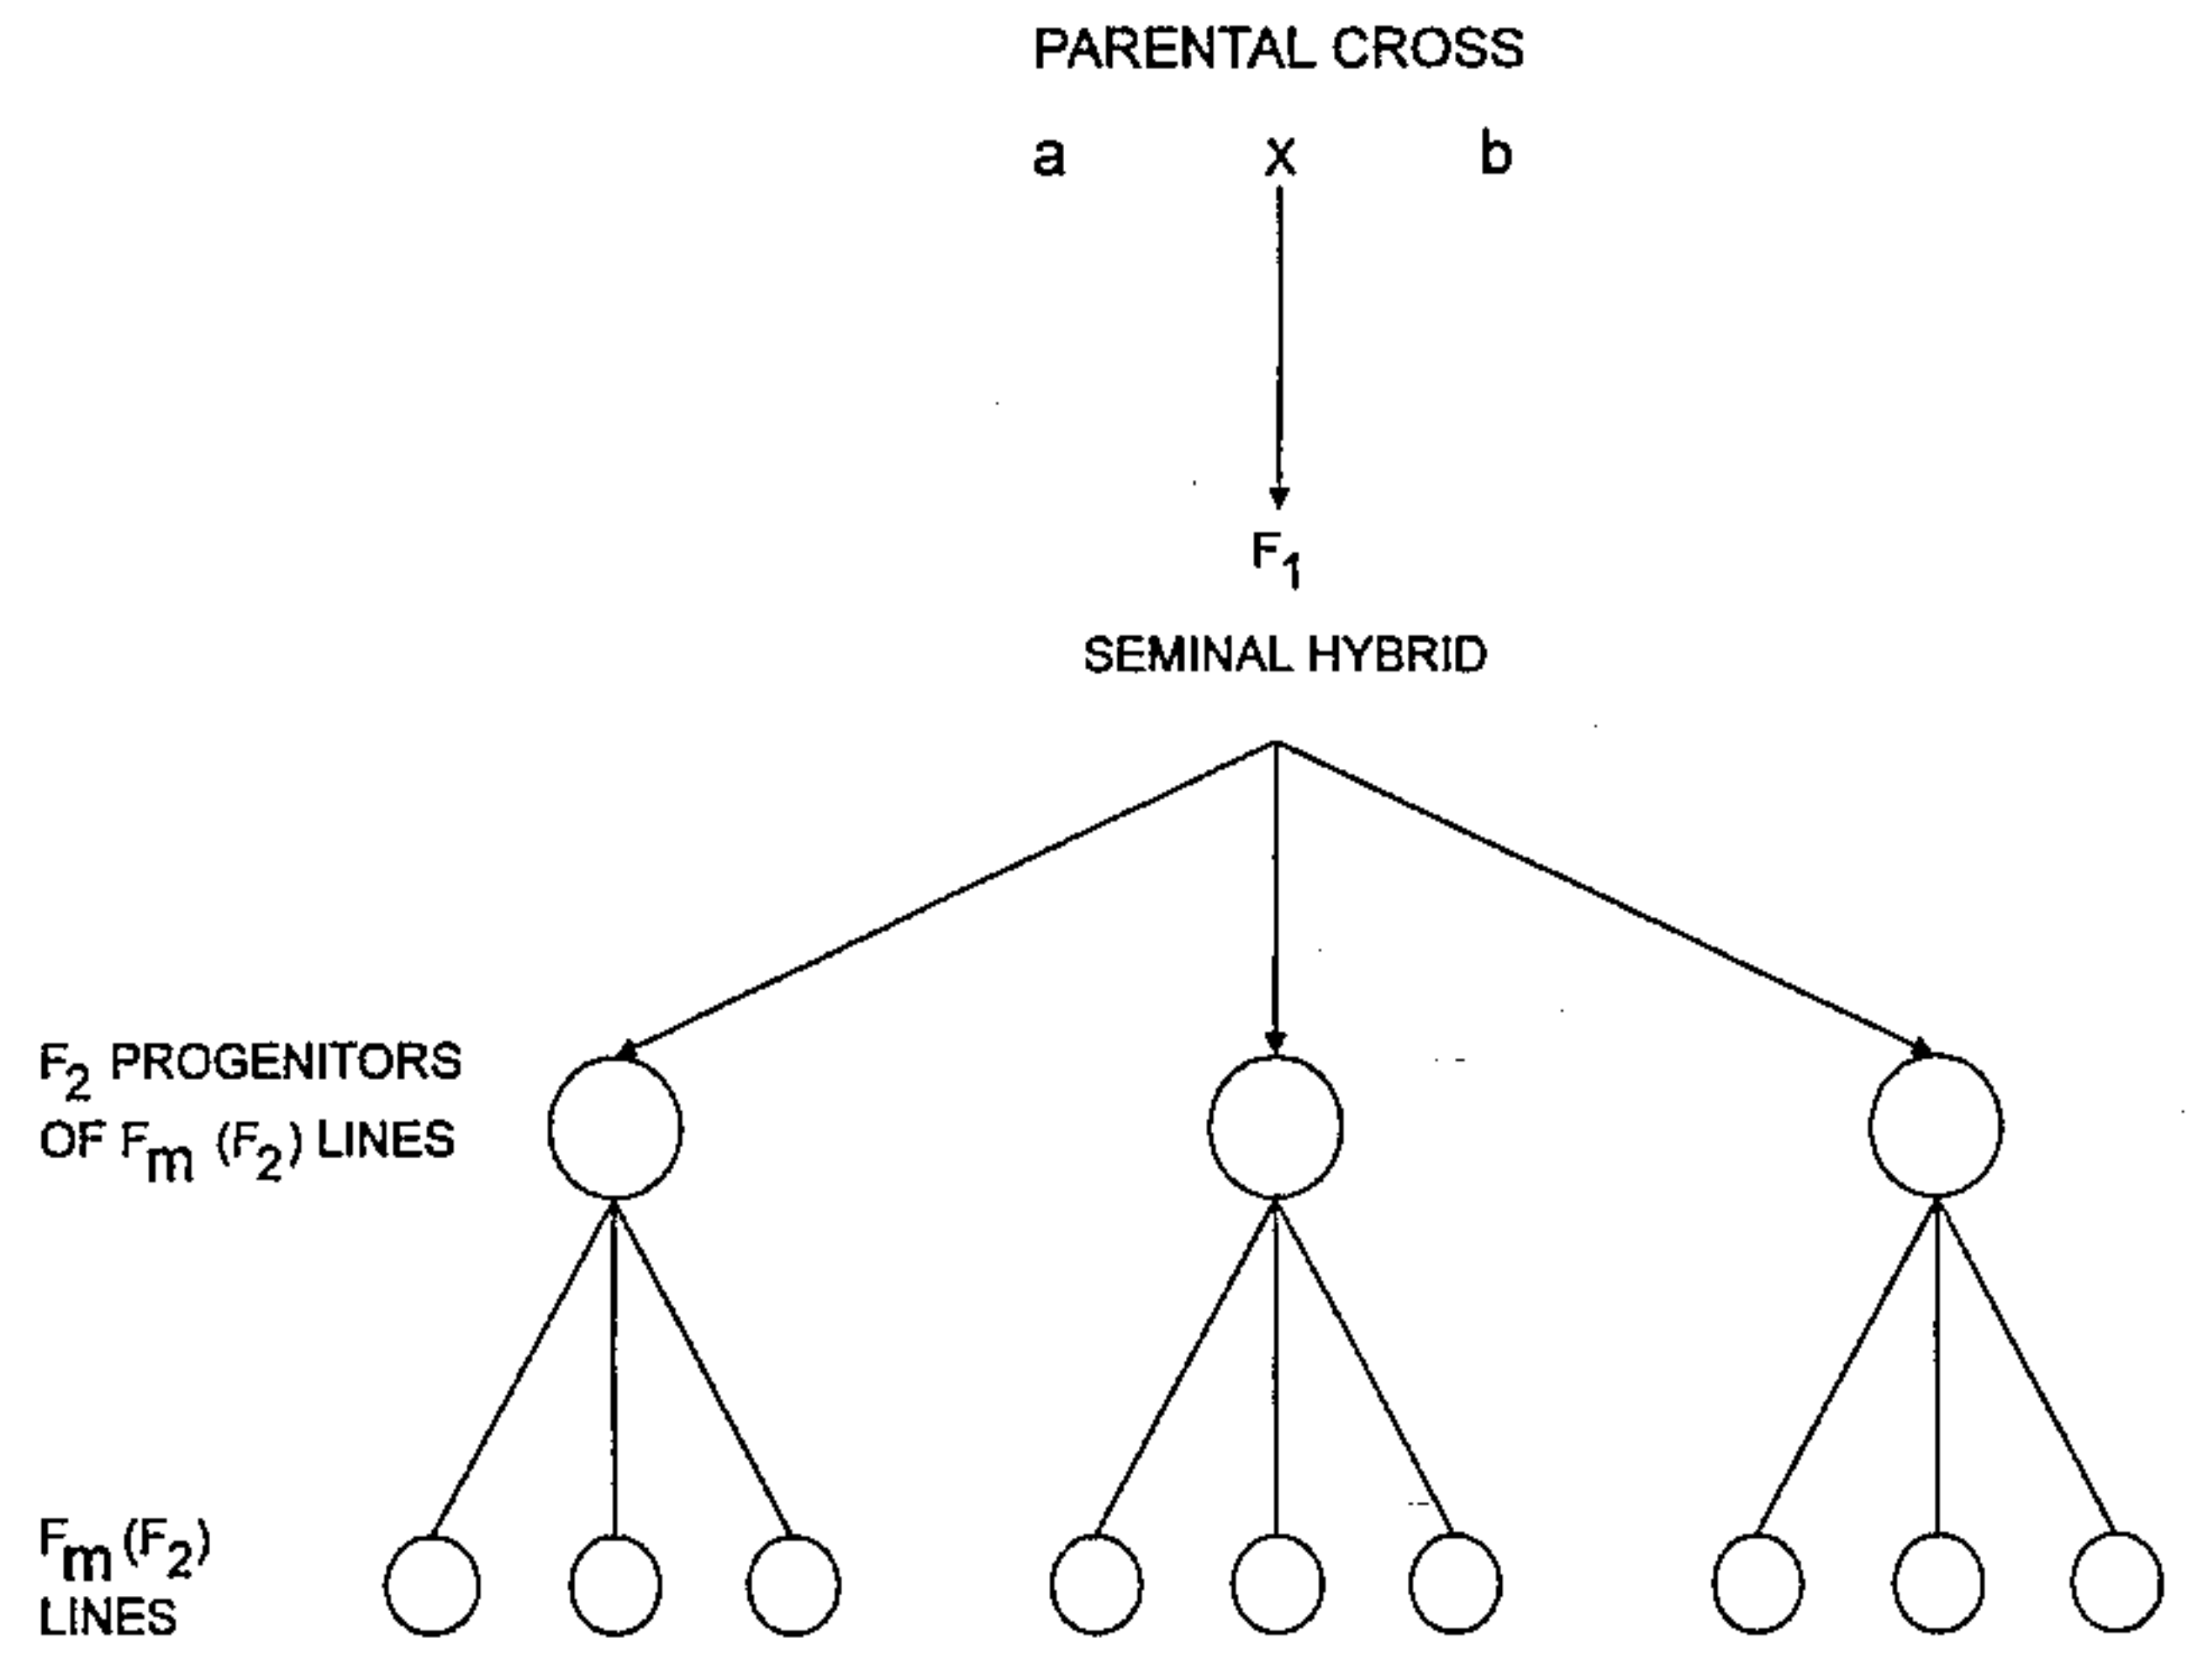 PARENTAL CROSS
a x b
F1
SEMINAL HYBRID
F2 PROGENITORS
OF Fm (F2) LINES
Fm (F2)
LINES